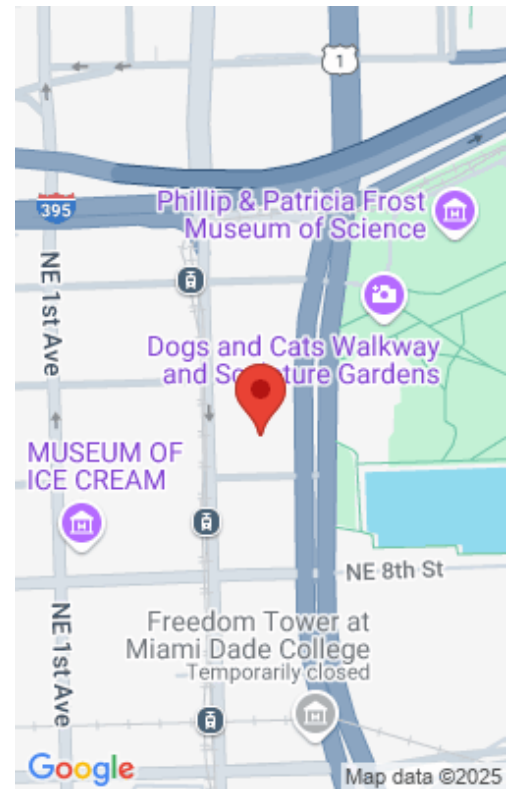 1
395
Phillip & Patricia Frost
Museum of Science
NE 1st Ave
Dogs and Cats Walkway
and Sculpture Gardens
MUSEUM OF
ICE CREAM
NE 8th St
NE 1st Ave
Freedom Tower at
Miami Dade College
Temporarily closed
Google
Map data ©2025